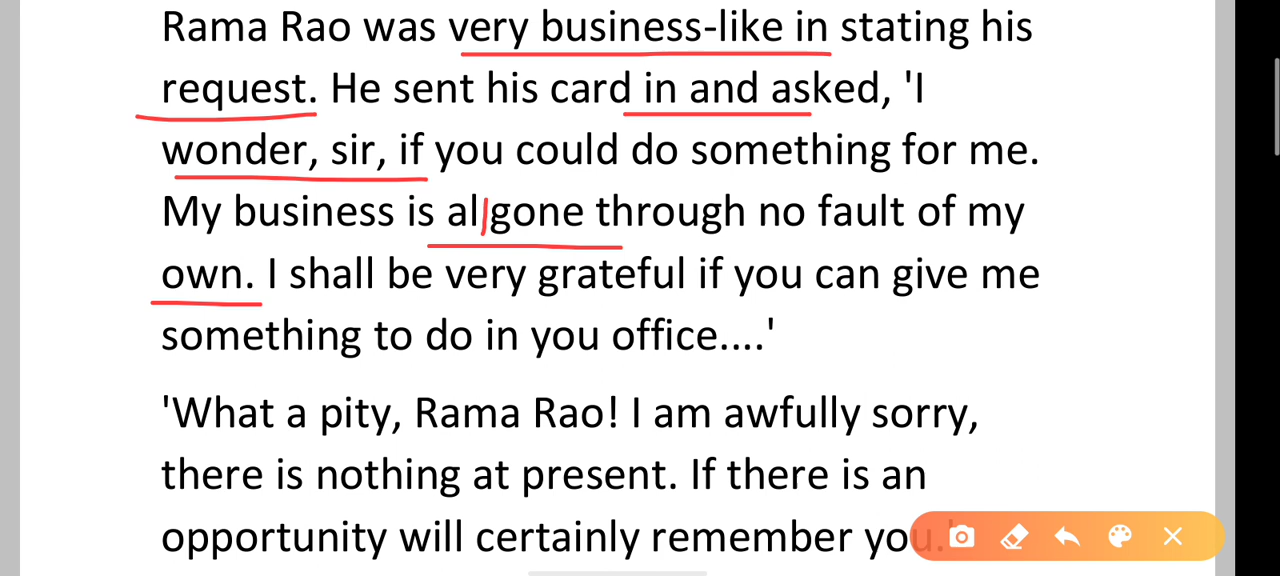 Rama Rao was very business-like in stating his
request. He sent his card in and asked, 'I
wonder, sir, if you could do something for me.
My business is al gone through no fault of my
own. I shall be very grateful if you can give me
something to do in you office....'
'What a pity, Rama Rao! I am awfully sorry,
there is nothing at present. If there is an
opportunity will certainly remember you.'